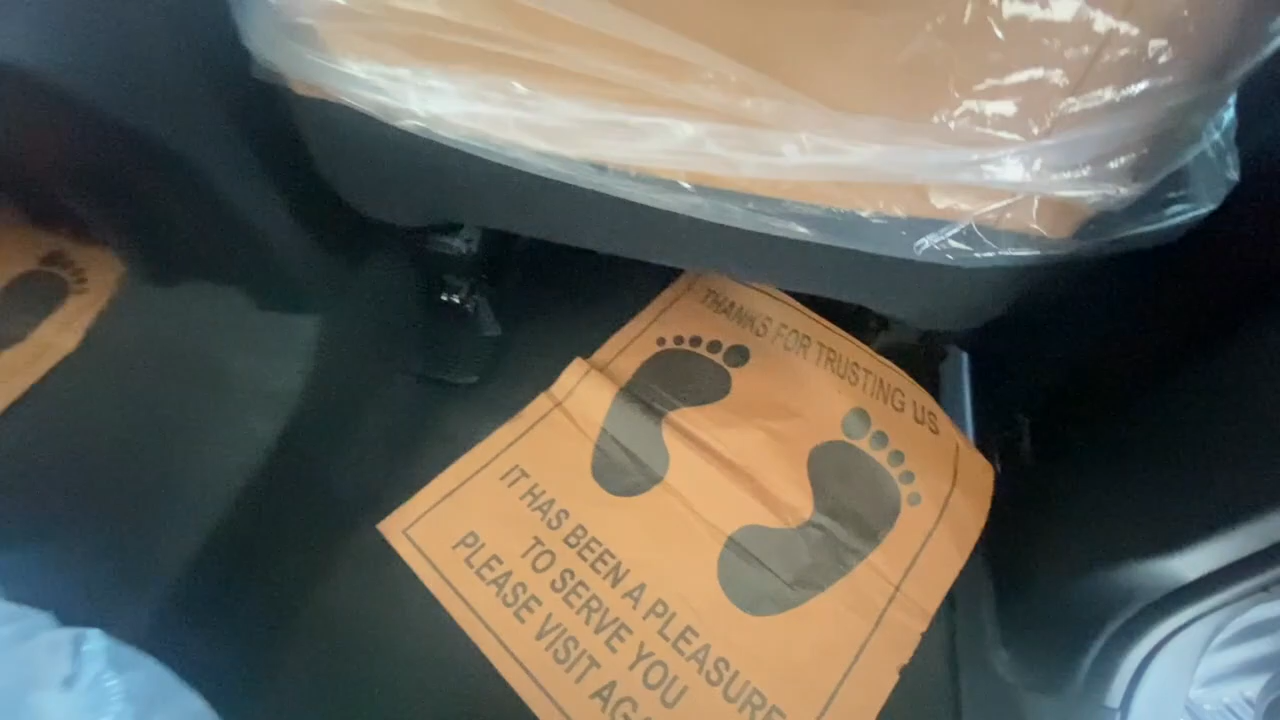 THANKS FOR TRUSTING US
IT HAS BEEN A PLEASURE
TO SERVE YOU
PLEASE VISIT